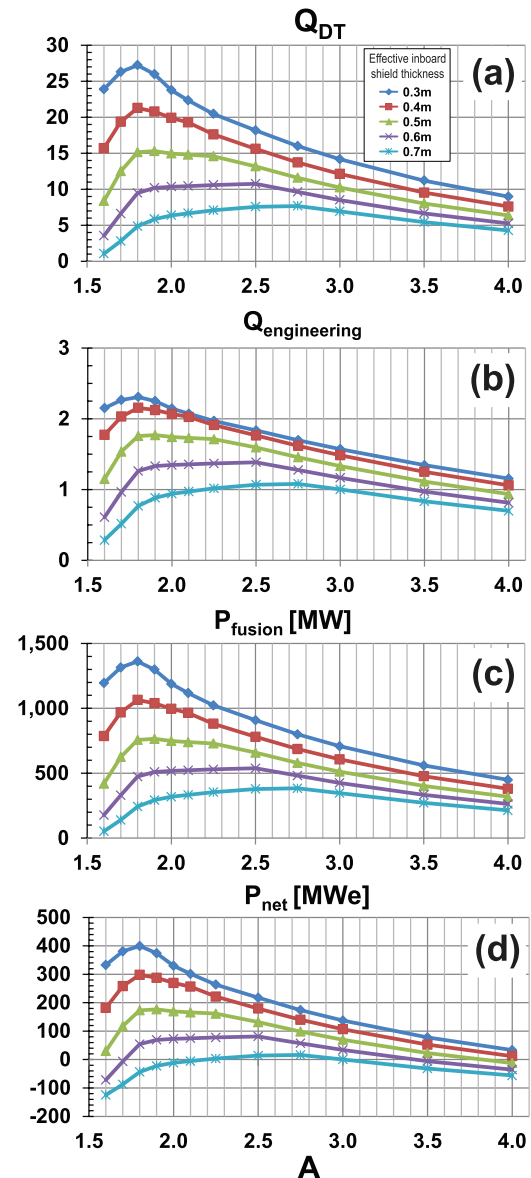 Q_DT
30
25
20
15
10
5
0
(a)
Effective inboard
shield thickness
0.3m
0.4m
0.5m
0.6m
0.7m
1.5 2.0 2.5 3.0 3.5 4.0
Q_engineering
3
2
1
0
(b)
1.5 2.0 2.5 3.0 3.5 4.0
P_fusion [MW]
1,500
1,000
500
0
(c)
1.5 2.0 2.5 3.0 3.5 4.0
P_net [MWe]
500
400
300
200
100
0
-100
-200
(d)
1.5 2.0 2.5 3.0 3.5 4.0
A